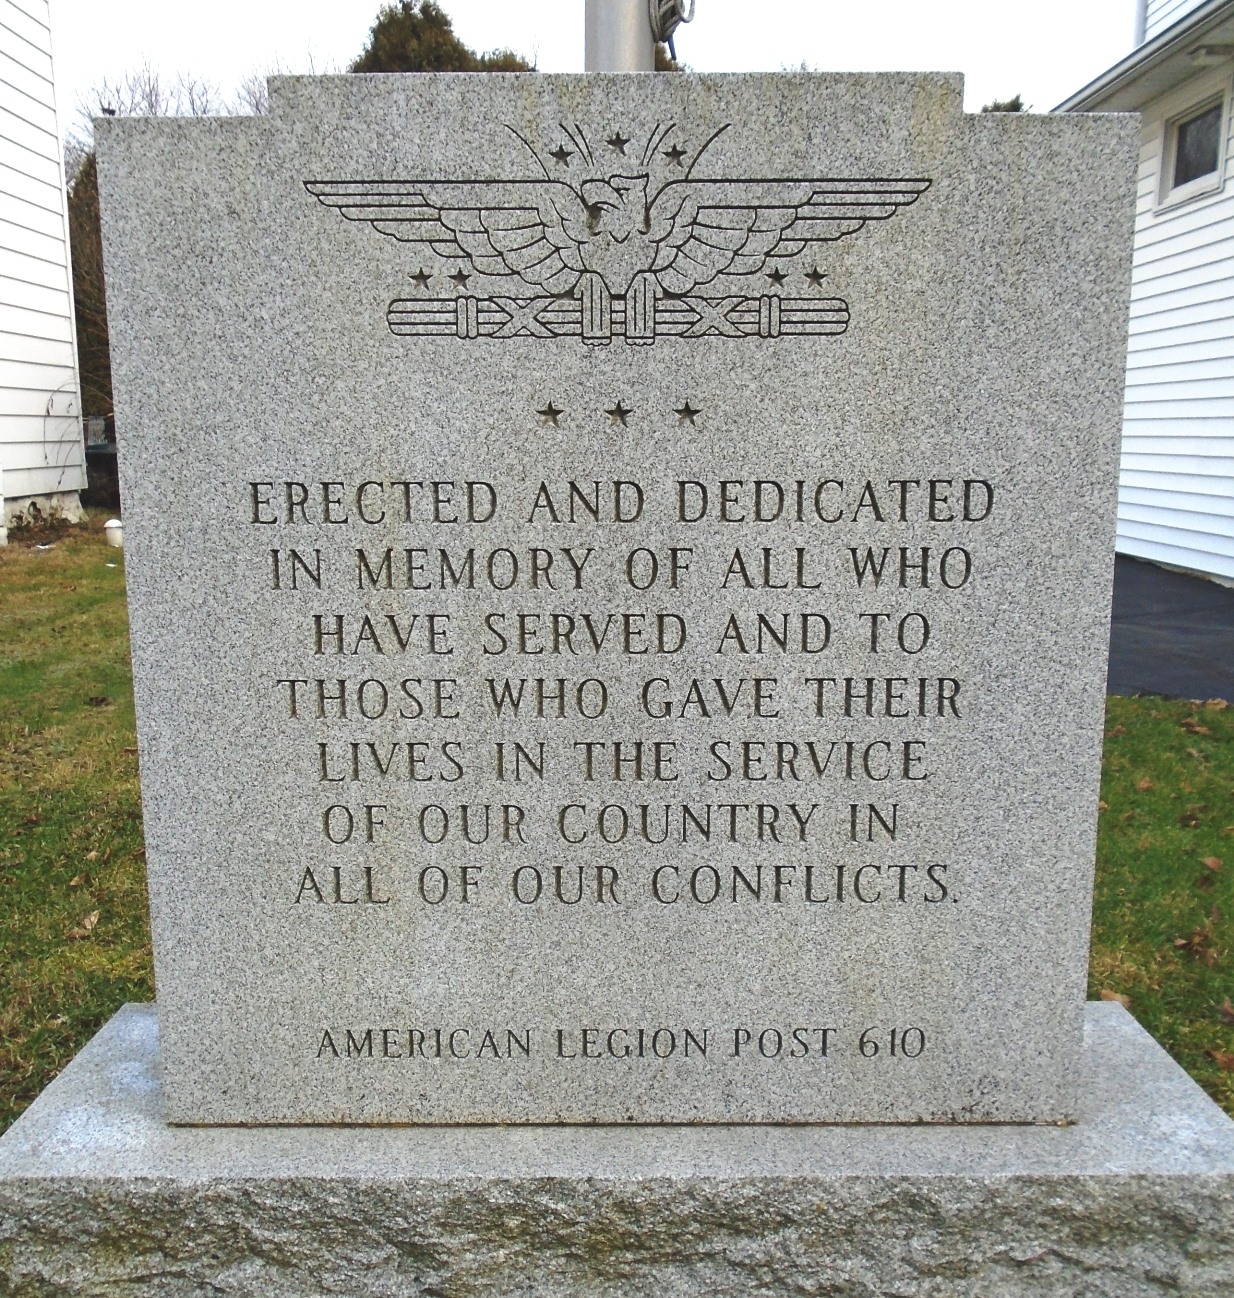 ERECTED AND DEDICATED
IN MEMORY OF ALL WHO
HAVE SERVED AND TO
THOSE WHO GAVE THEIR
LIVES IN THE SERVICE
OF OUR COUNTRY IN
ALL OF OUR CONFLICTS.
AMERICAN LEGION POST 610